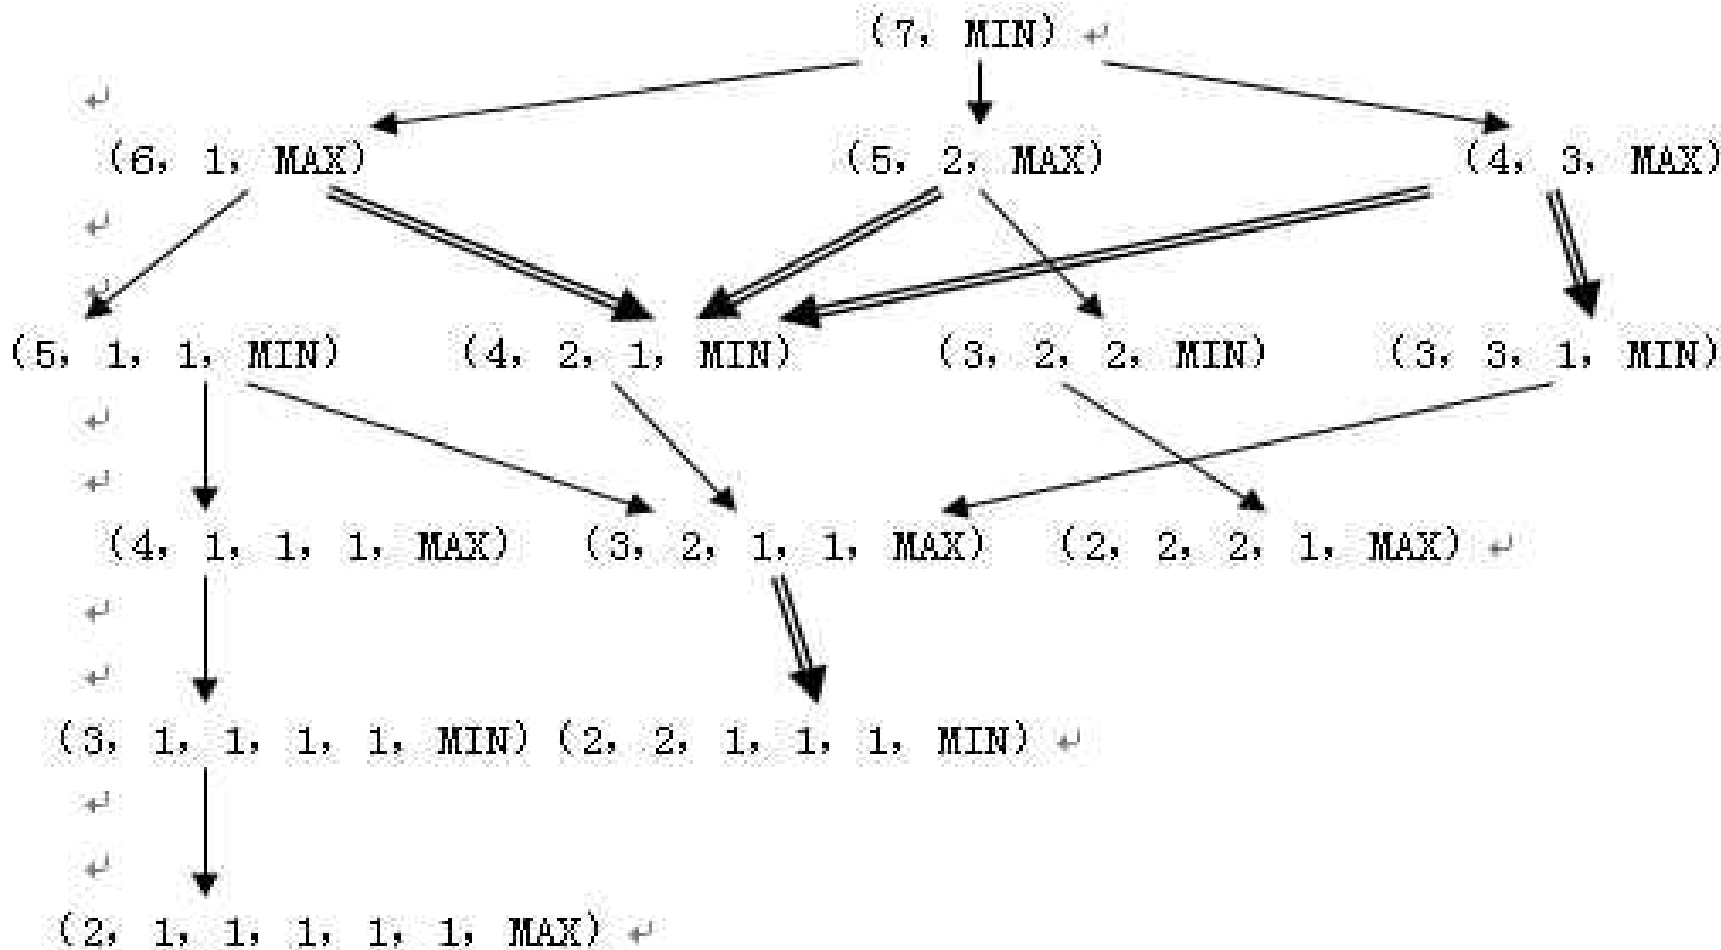 (7, MIN) ↵
↵
(6, 1, MAX) (5, 2, MAX) (4, 3, MAX)
↵
↵
(5, 1, 1, MIN) (4, 2, 1, MIN) (3, 2, 2, MIN) (3, 3, 1, MIN)
↵
↵
(4, 1, 1, 1, MAX) (3, 2, 1, 1, MAX) (2, 2, 2, 1, MAX) ↵
↵
↵
(3, 1, 1, 1, 1, MIN) (2, 2, 1, 1, 1, MIN) ↵
↵
↵
(2, 1, 1, 1, 1, 1, MAX) ↵